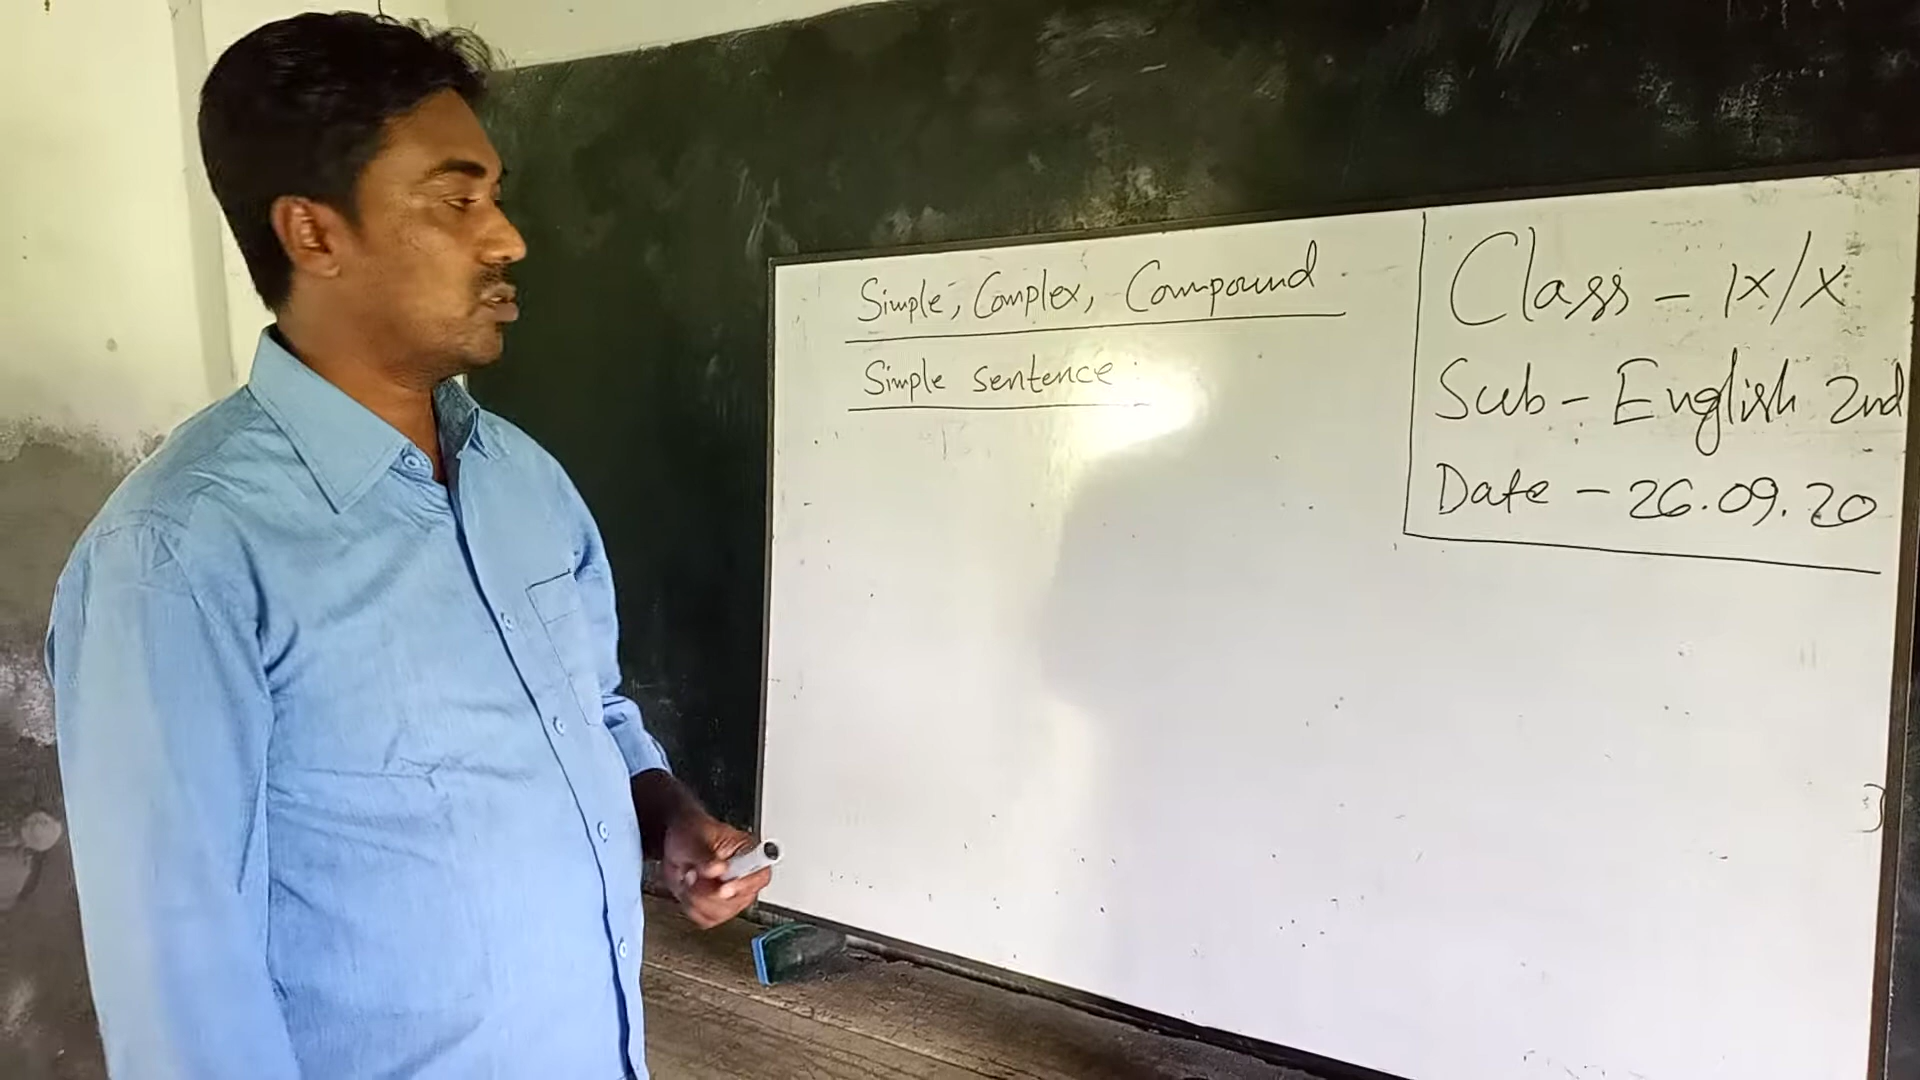 Simple, Complex, Compound
Simple sentence
Class - IX/X
Sub - English 2nd
Date - 26.09.20